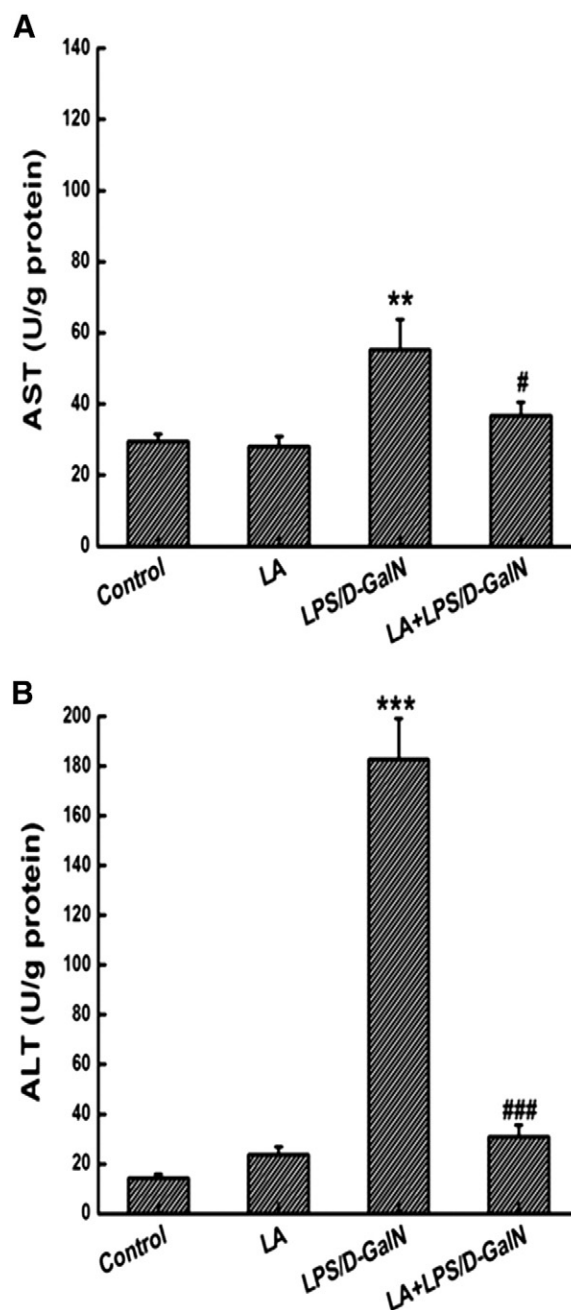 A
140
120
100
80
60
40
20
0
AST (U/g protein)
**
#
Control
LA
LPS/D-GalN
LA+LPS/D-GalN
B
200
180
160
140
120
100
80
60
40
20
0
ALT (U/g protein)
***
###
Control
LA
LPS/D-GalN
LA+LPS/D-GalN